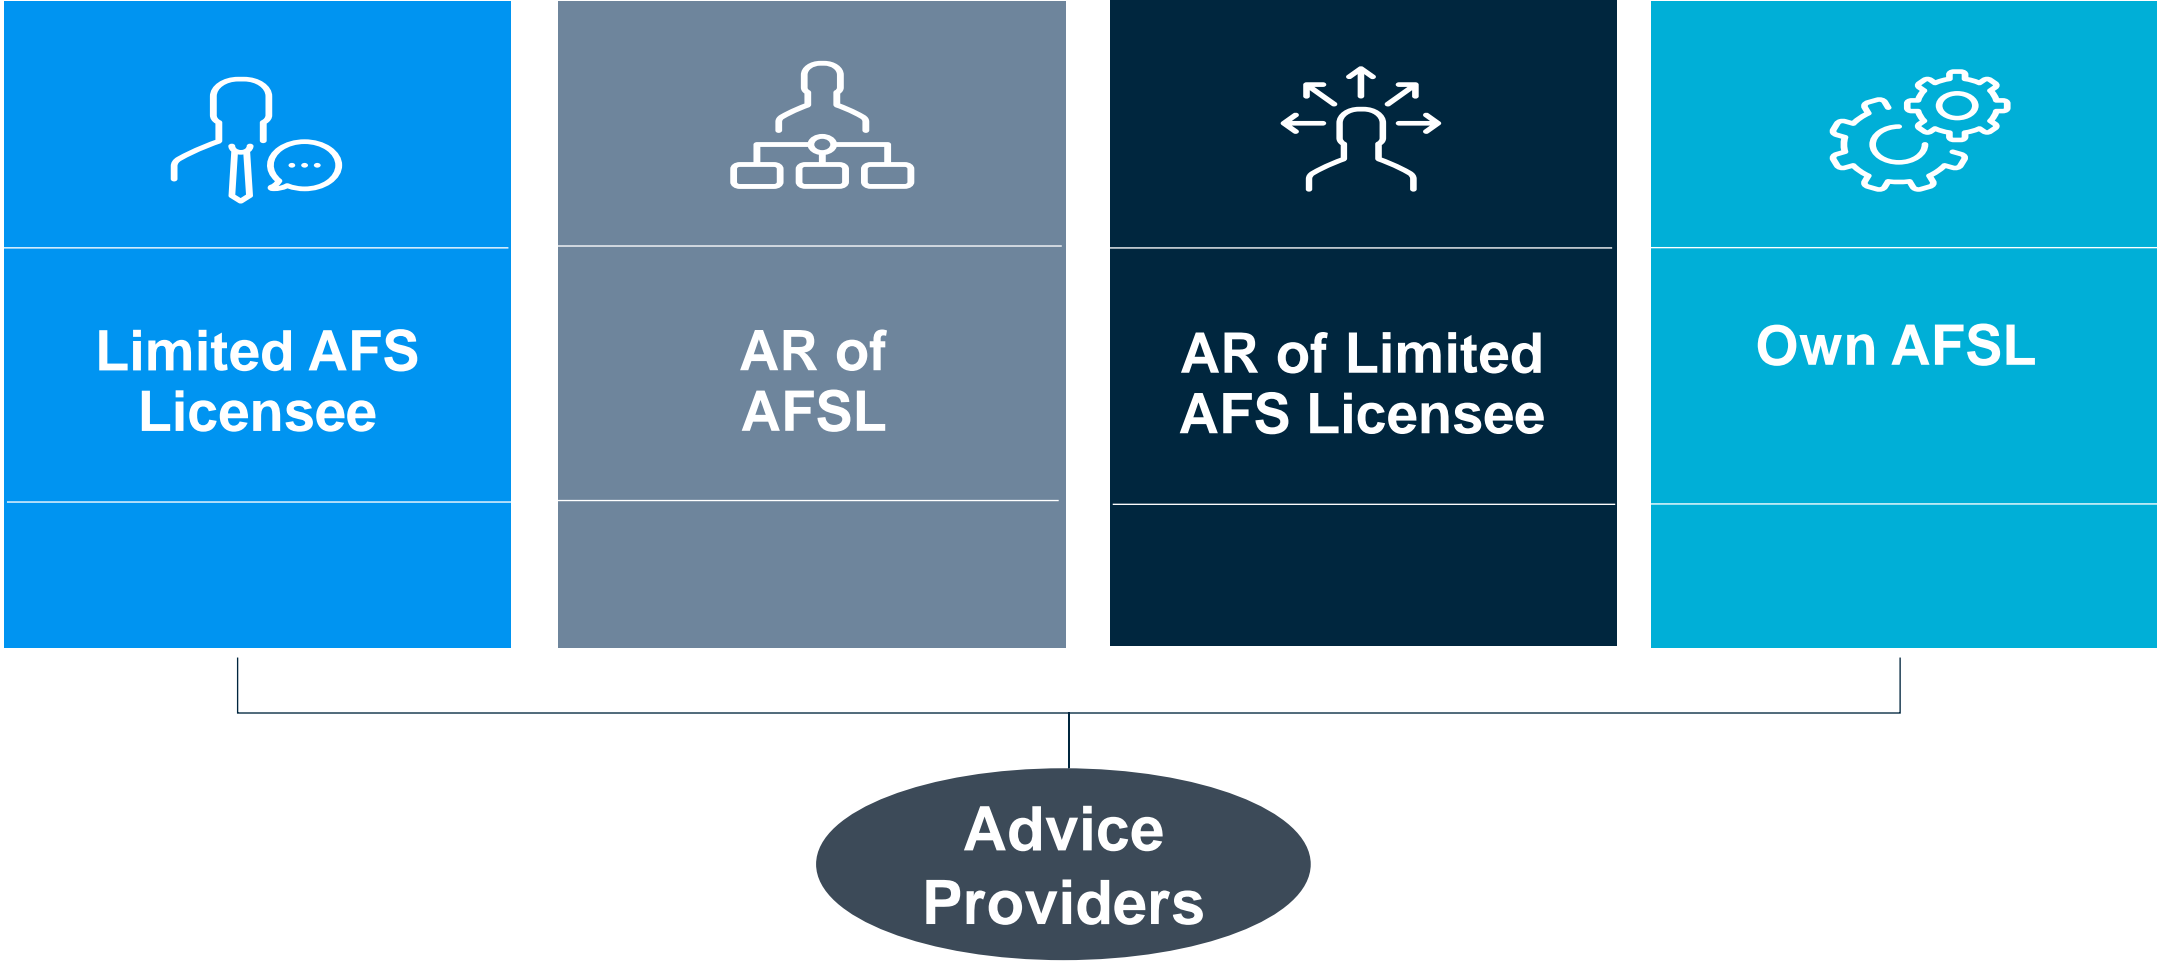 Limited AFS
Licensee
AR of
AFSL
AR of Limited
AFS Licensee
Own AFSL
Advice
Providers